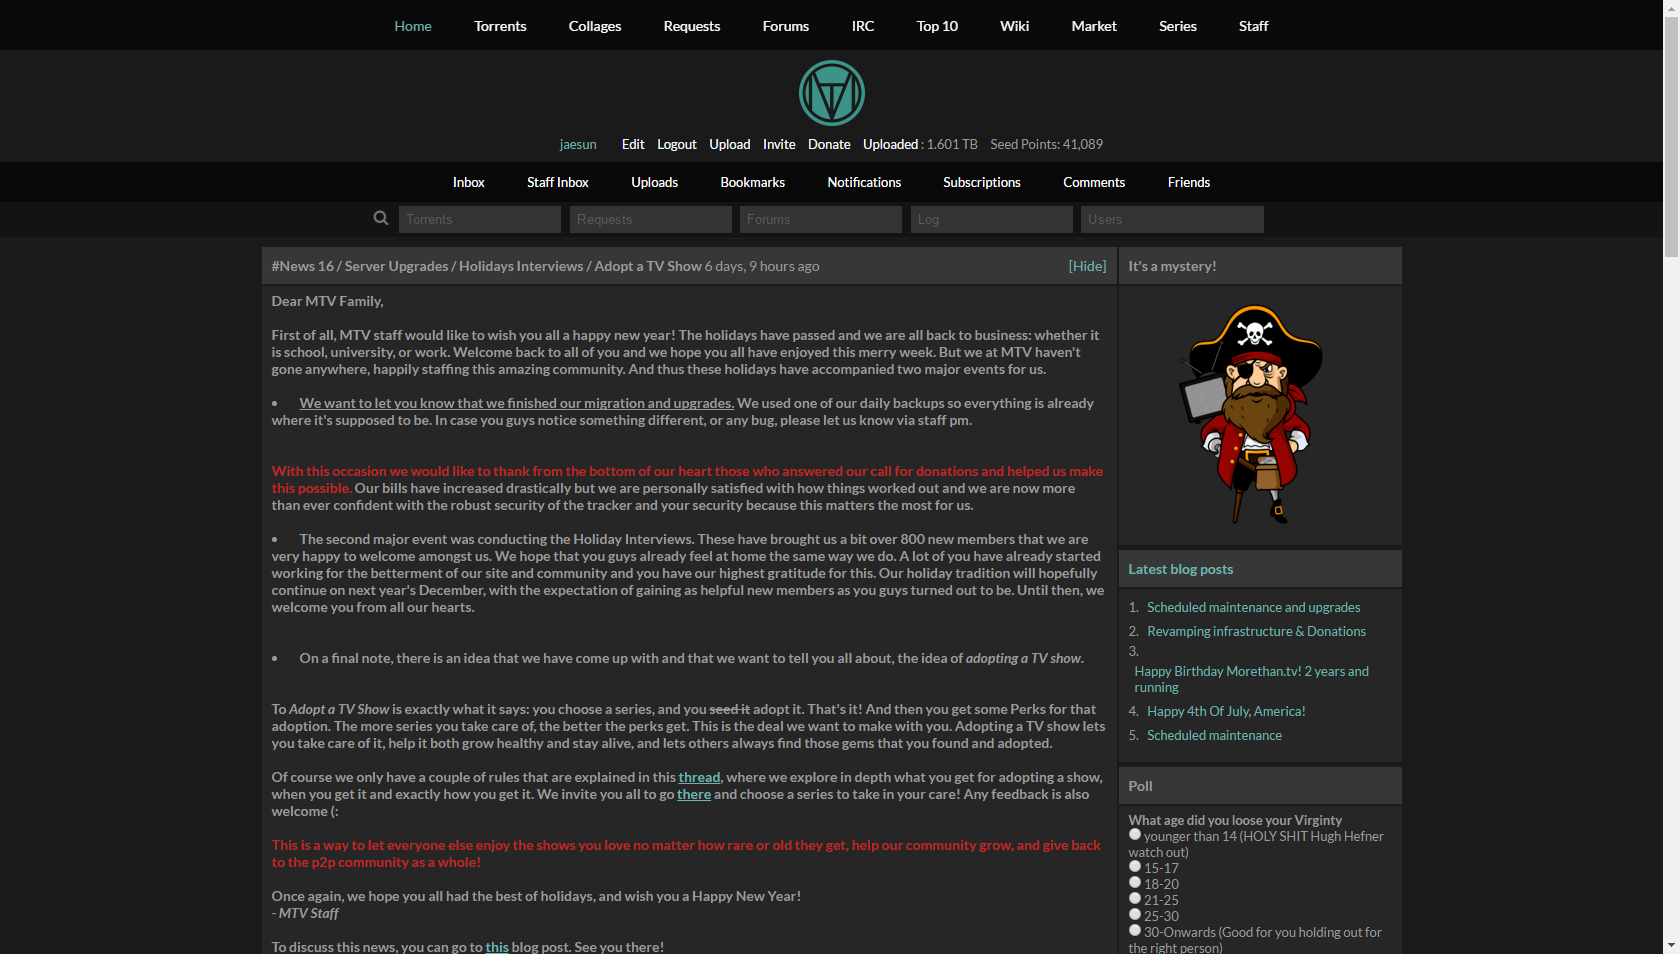 Home Torrents Collages Requests Forums IRC Top 10 Wiki Market Series Staff
jaesun Edit Logout Upload Invite Donate Uploaded : 1.601 TB Seed Points: 41,089
Inbox Staff Inbox Uploads Bookmarks Notifications Subscriptions Comments Friends
Torrents Requests Forums Log Users
#News 16 / Server Upgrades / Holidays Interviews / Adopt a TV Show 6 days, 9 hours ago [Hide]
Dear MTV Family,
First of all, MTV staff would like to wish you all a happy new year! The holidays have passed and we are all back to business: whether it
is school, university, or work. Welcome back to all of you and we hope you all have enjoyed this merry week. But we at MTV haven't
gone anywhere, happily staffing this amazing community. And thus these holidays have accompanied two major events for us.
• We want to let you know that we finished our migration and upgrades. We used one of our daily backups so everything is already
where it's supposed to be. In case you guys notice something different, or any bug, please let us know via staff pm.
With this occasion we would like to thank from the bottom of our heart those who answered our call for donations and helped us make
this possible. Our bills have increased drastically but we are personally satisfied with how things worked out and we are now more
than ever confident with the robust security of the tracker and your security because this matters the most for us.
• The second major event was conducting the Holiday Interviews. These have brought us a bit over 800 new members that we are
very happy to welcome amongst us. We hope that you guys already feel at home the same way we do. A lot of you have already started
working for the betterment of our site and community and you have our highest gratitude for this. Our holiday tradition will hopefully
continue on next year's December, with the expectation of gaining as helpful new members as you guys turned out to be. Until then, we
welcome you from all our hearts.
• On a final note, there is an idea that we have come up with and that we want to tell you all about, the idea of adopting a TV show.
To Adopt a TV Show is exactly what it says: you choose a series, and you seed it adopt it. That's it! And then you get some Perks for that
adoption. The more series you take care of, the better the perks get. This is the deal we want to make with you. Adopting a TV show lets
you take care of it, help it both grow healthy and stay alive, and lets others always find those gems that you found and adopted.
Of course we only have a couple of rules that are explained in this thread, where we explore in depth what you get for adopting a show,
when you get it and exactly how you get it. We invite you all to go there and choose a series to take in your care! Any feedback is also
welcome (:
This is a way to let everyone else enjoy the shows you love no matter how rare or old they get, help our community grow, and give back
to the p2p community as a whole!
Once again, we hope you all had the best of holidays, and wish you a Happy New Year!
- MTV Staff
To discuss this news, you can go to this blog post. See you there!
It's a mystery!
Latest blog posts
1. Scheduled maintenance and upgrades
2. Revamping infrastructure & Donations
3.
Happy Birthday Morethan.tv! 2 years and
running
4. Happy 4th Of July, America!
5. Scheduled maintenance
Poll
What age did you loose your Virginty
younger than 14 (HOLY SHIT Hugh Hefner
watch out)
15-17
18-20
21-25
25-30
30-Onwards (Good for you holding out for
the right person)